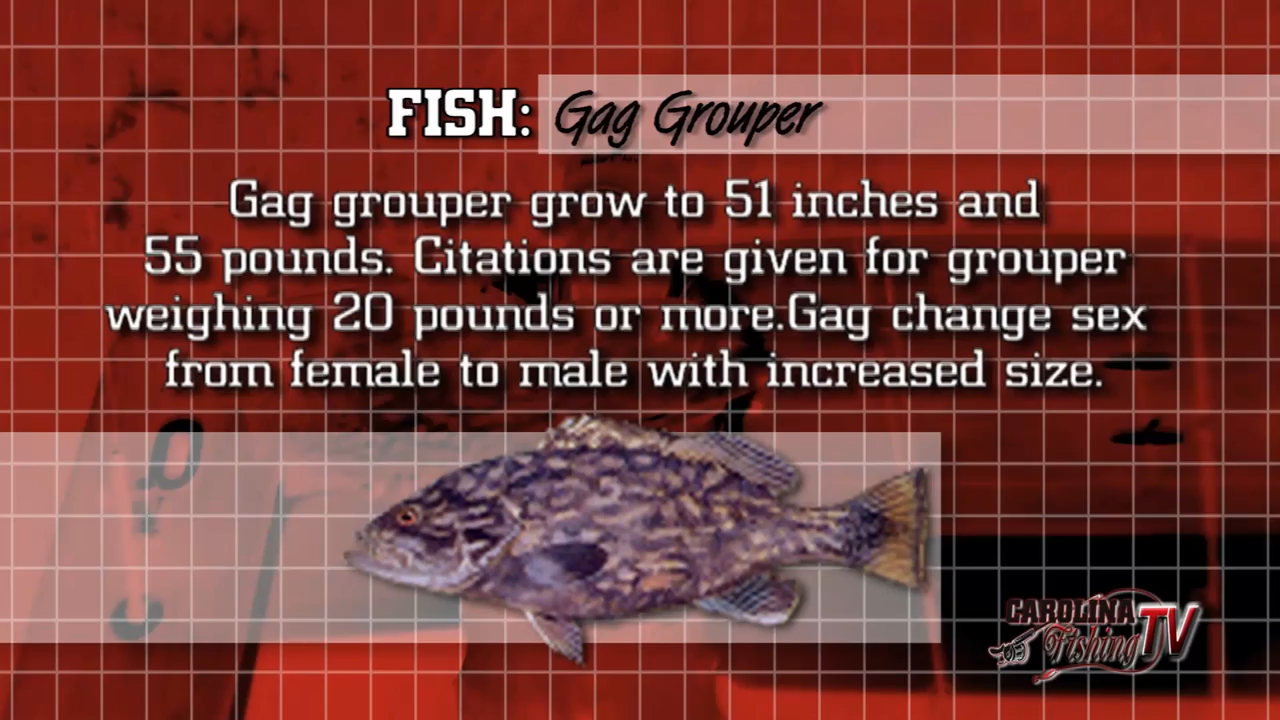 FISH: Gag Grouper
Gag grouper grow to 51 inches and
55 pounds. Citations are given for grouper
weighing 20 pounds or more.Gag change sex
from female to male with increased size.
CAROLINA
Fishing TV